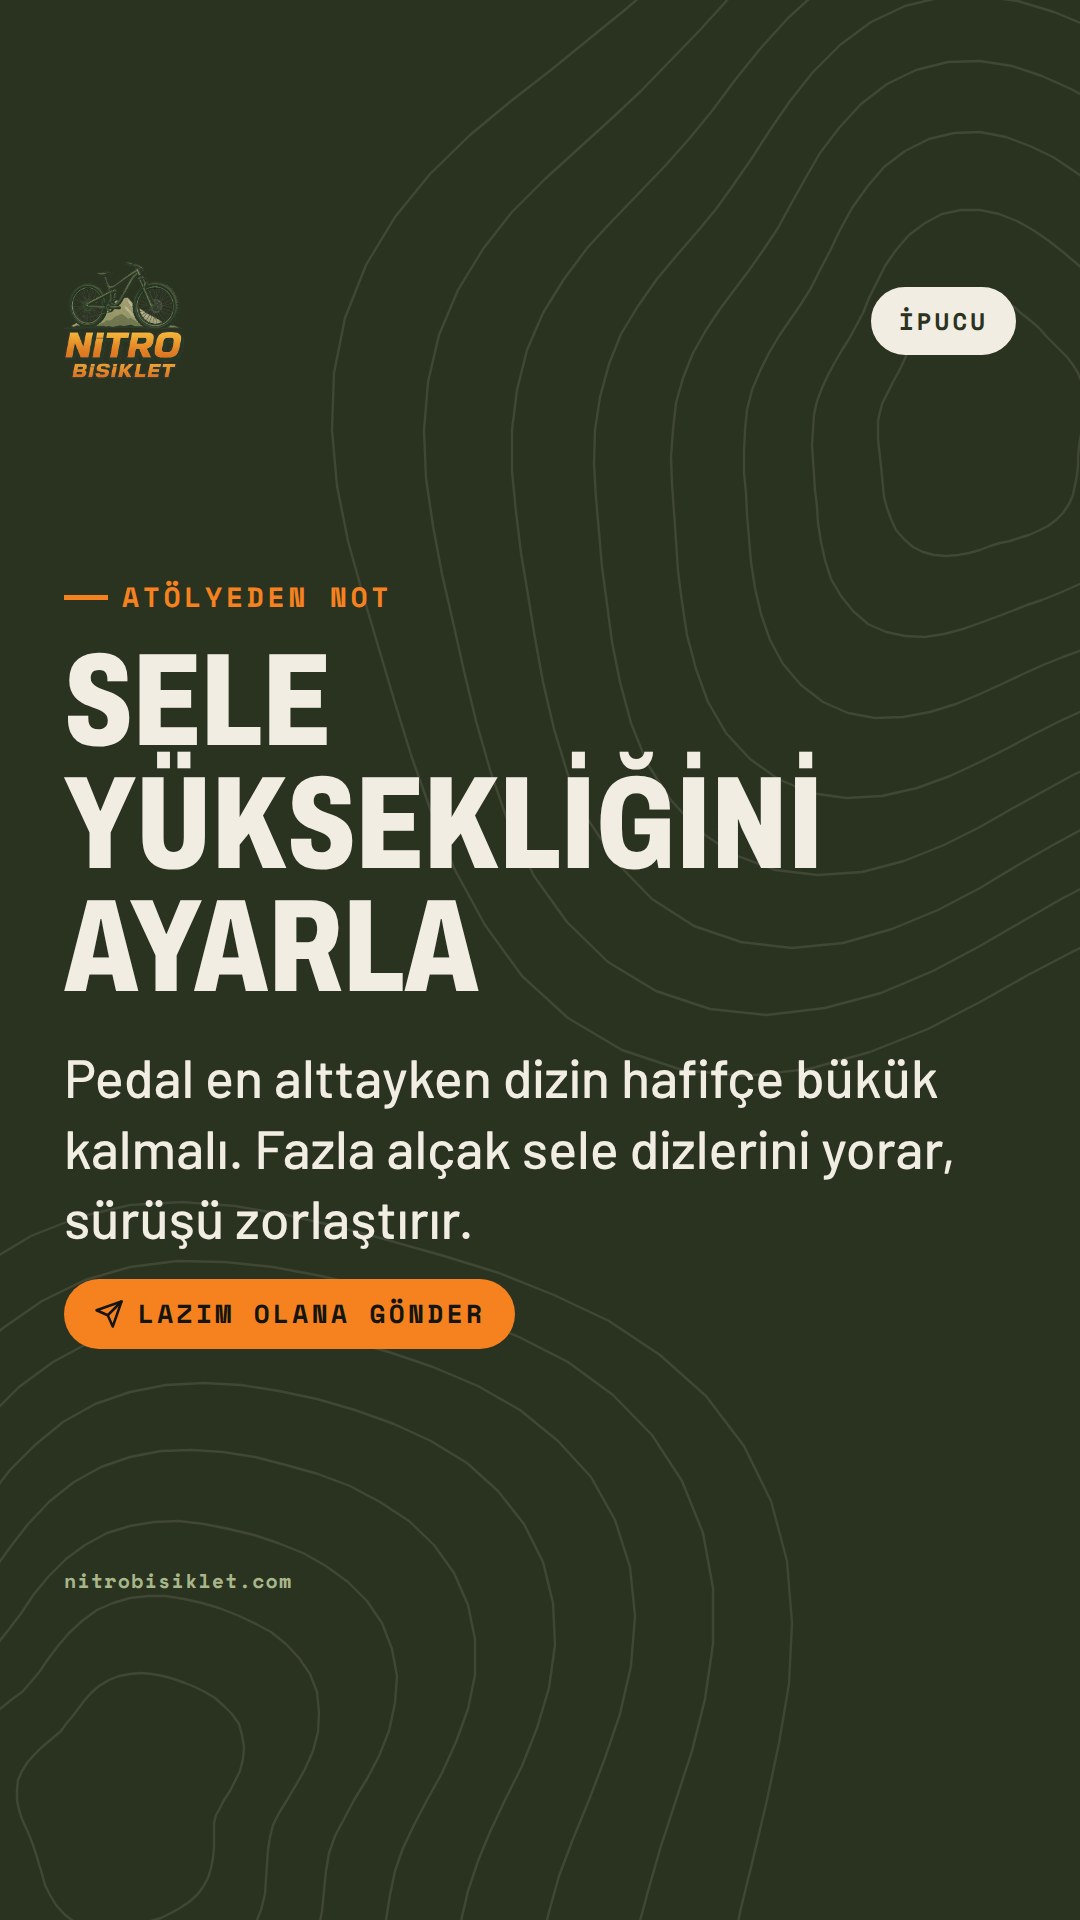 NiTRO
BiSiKLET
İPUCU
ATÖLYEDEN NOT
SELE
YÜKSEKLİĞİNİ
AYARLA
Pedal en alttayken dizin hafifçe bükük
kalmalı. Fazla alçak sele dizlerini yorar,
sürüşü zorlaştırır.
LAZIM OLANA GÖNDER
nitrobisiklet.com